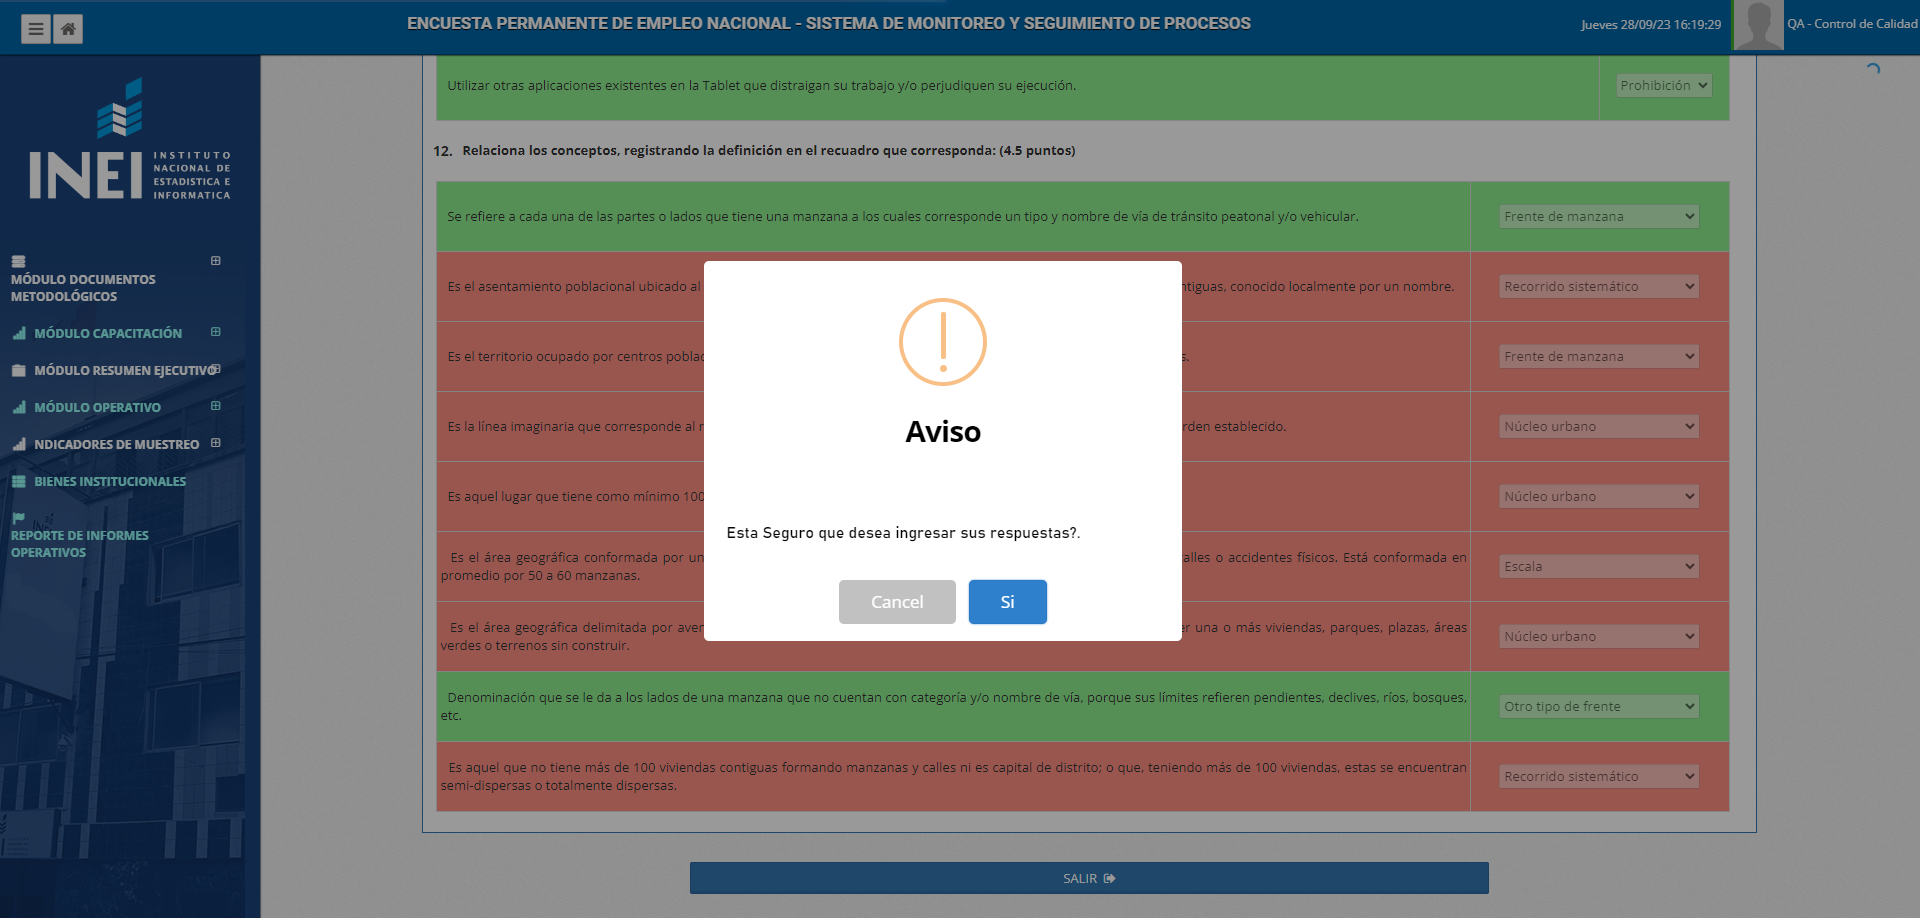 ENCUESTA PERMANENTE DE EMPLEO NACIONAL - SISTEMA DE MONITOREO Y SEGUIMIENTO DE PROCESOS
Jueves 28/09/23 16:19:29
QA - Control de Calidad
INEI
INSTITUTO
NACIONAL DE
ESTADISTICA E
INFORMATICA
MÓDULO DOCUMENTOS
METODOLÓGICOS
MÓDULO CAPACITACIÓN
MÓDULO RESUMEN EJECUTIVO
MÓDULO OPERATIVO
NDICADORES DE MUESTREO
BIENES INSTITUCIONALES
REPORTE DE INFORMES
OPERATIVOS
Utilizar otras aplicaciones existentes en la Tablet que distraigan su trabajo y/o perjudiquen su ejecución.
Prohibición
12. Relaciona los conceptos, registrando la definición en el recuadro que corresponda: (4.5 puntos)
Se refiere a cada una de las partes o lados que tiene una manzana a los cuales corresponde un tipo y nombre de vía de tránsito peatonal y/o vehicular.
Frente de manzana
Es el asentamiento poblacional ubicado al
contiguas, conocido localmente por un nombre.
Recorrido sistemático
Es el territorio ocupado por centros
Frente de manzana
Es la línea imaginaria que corresponde al
orden establecido.
Núcleo urbano
Es aquel lugar que tiene como mínimo 100
Núcleo urbano
Es el área geográfica conformada por un
calles o accidentes físicos. Está conformada en
promedio por 50 a 60 manzanas.
Escala
Es el área geográfica delimitada por
una o más viviendas, parques, plazas, áreas
verdes o terrenos sin construir.
Núcleo urbano
Denominación que se le da a los lados de una manzana que no cuentan con categoría y/o nombre de vía, porque sus límites refieren pendientes, declives, ríos, bosques,
etc.
Otro tipo de frente
Es aquel que no tiene más de 100 viviendas contiguas formando manzanas y calles ni es capital de distrito; o que, teniendo más de 100 viviendas, estas se encuentran
semi-dispersas o totalmente dispersas.
Recorrido sistemático
Aviso
Esta Seguro que desea ingresar sus respuestas?.
Cancel
Si
SALIR